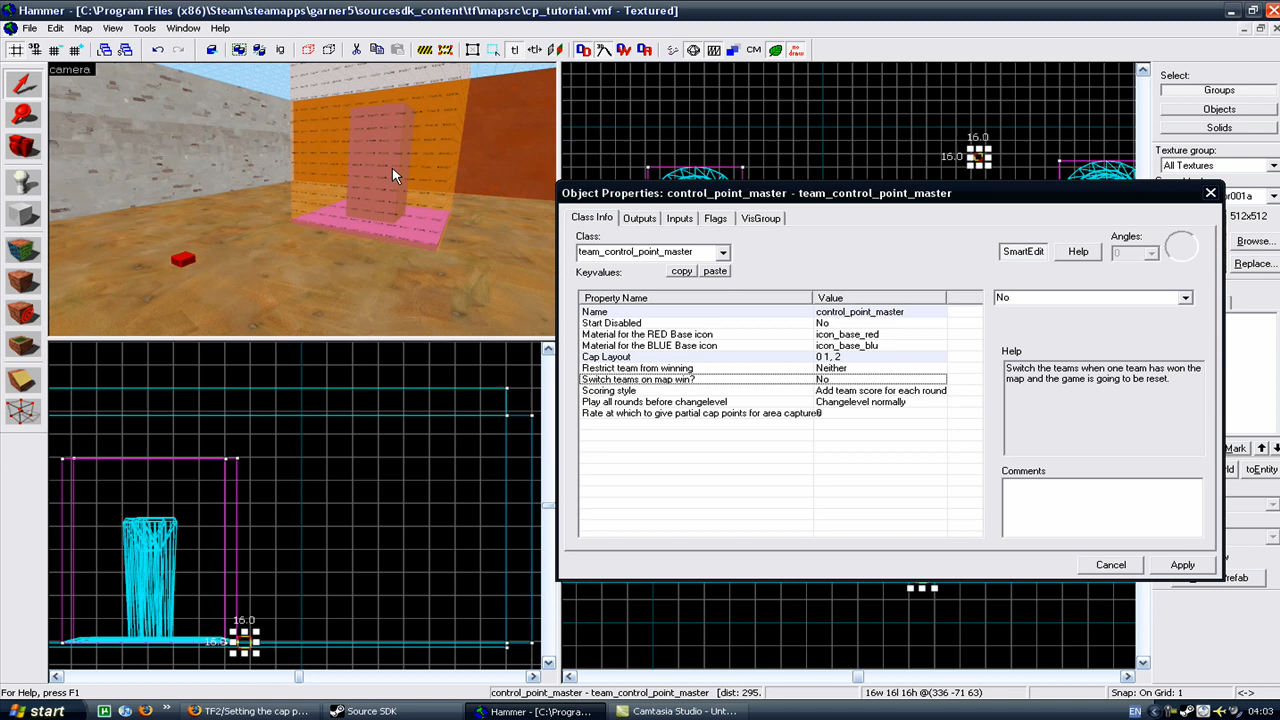 Hammer - [C:\Program Files (x86)\Steam\steamapps\garner5\sourcesdk_content\tf\mapsrc\cp_tutorial.vmf - Textured]
File Edit View Map View Tools Window Help
camera
Select:
Groups
Objects
Solids
Texture group:
All Textures
or001a
512x512
Browse...
Replace...
16.0
16.0
Object Properties: control_point_master - team_control_point_master
Class Info Outputs Inputs Flags VisGroup
Class:
team_control_point_master
SmartEdit Help
Angles:
0
Keyvalues: copy paste
Property Name Value
Name control_point_master
Start Disabled No
Material for the RED Base icon icon_base_red
Material for the BLUE Base icon icon_base_blu
Cap Layout 0 1, 2
Restrict team from winning Neither
Switch teams on map win? No
Scoring style Add team score for each round
Play all rounds before changelevel Changelevel normally
Rate at which to give partial cap points for area capture 0
No
Help
Switch the teams when one team has won the
map and the game is going to be reset.
Comments
Cancel Apply
Mark
toEntity
Prefab
16.0
16.0
For Help, press F1
control_point_master - team_control_point_master [dist: 295.
16w 16l 16h @(336 -71 63)
Snap: On Grid: 1
<->
start
TF2/Setting the cap p...
Source SDK
Hammer - [C:\Progra...
Camtasia Studio - Unt...
EN
04:03